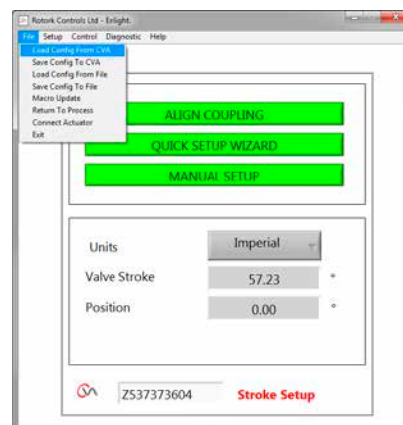 Rotork Controls Ltd - Enlight.
File Setup Control Diagnostic Help
Load Config From CVA
Save Config To CVA
Load Config From File
Save Config To File
Macro Update
Return To Process
Connect Actuator
Exit
ALIGN COUPLING
QUICK SETUP WIZARD
MANUAL SETUP
Units Imperial
Valve Stroke 57.23 °
Position 0.00 °
Z537373604 Stroke Setup